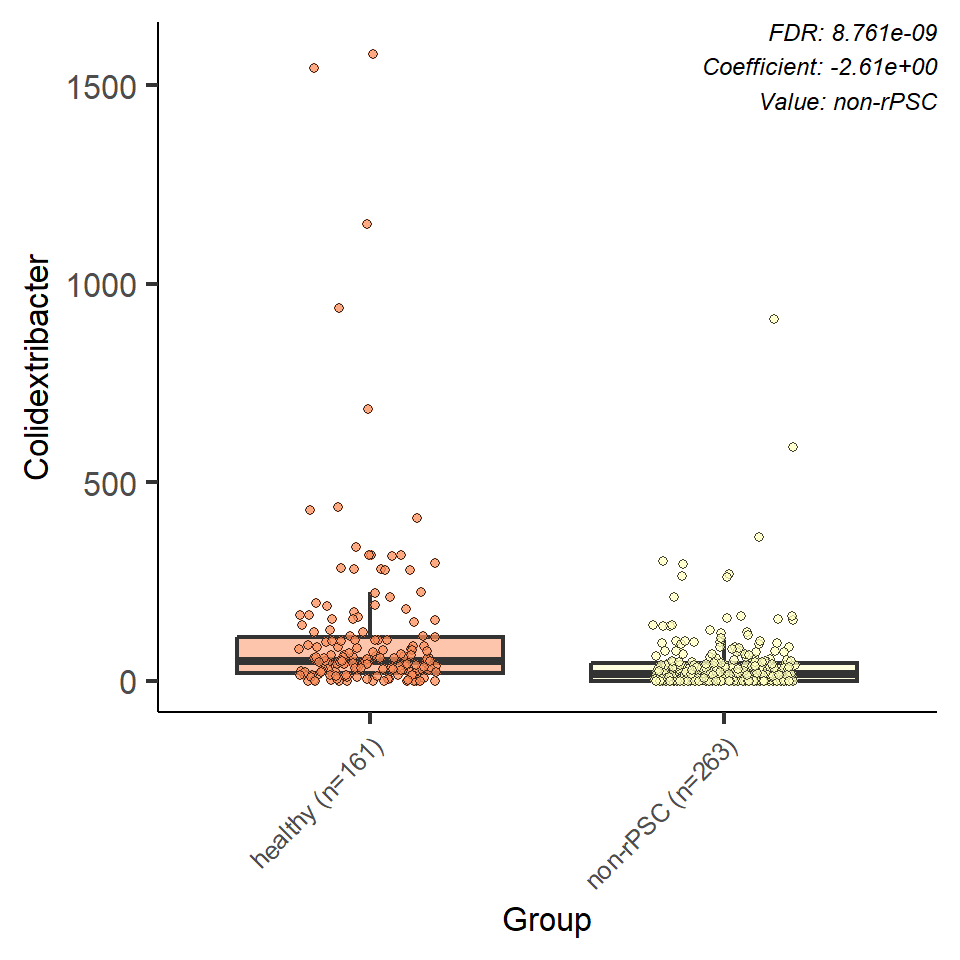 FDR: 8.761e-09
Coefficient: -2.61e+00
Value: non-rPSC
1500
1000
500
0
Colidextribacter
healthy (n=161)
non-rPSC (n=263)
Group